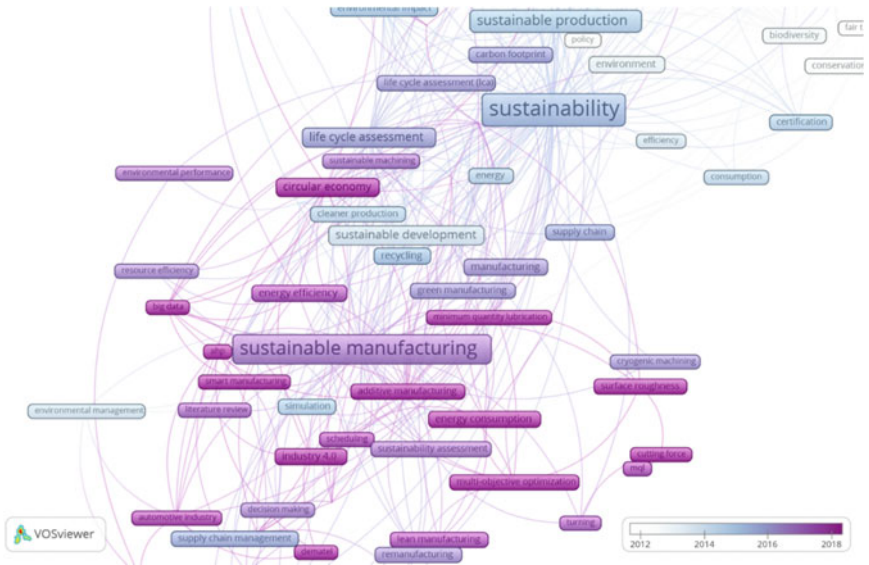 environmental impact
sustainable production
policy
biodiversity
fair t
carbon footprint
environment
conservation
life cycle assessment (lca)
sustainability
certification
life cycle assessment
efficiency
sustainable machining
environmental performance
energy
consumption
circular economy
cleaner production
sustainable development
supply chain
recycling
manufacturing
resource efficiency
energy efficiency
green manufacturing
big data
minimum quantity lubrication
sustainable manufacturing
ahp
cryogenic machining
smart manufacturing
surface roughness
additive manufacturing
environmental management
literature review
simulation
energy consumption
scheduling
sustainability assessment
industry 4.0
cutting force
mql
multi-objective optimization
decision making
automotive industry
turning
VOSviewer
supply chain management
lean manufacturing
dematel
remanufacturing
2012 2014 2016 2018